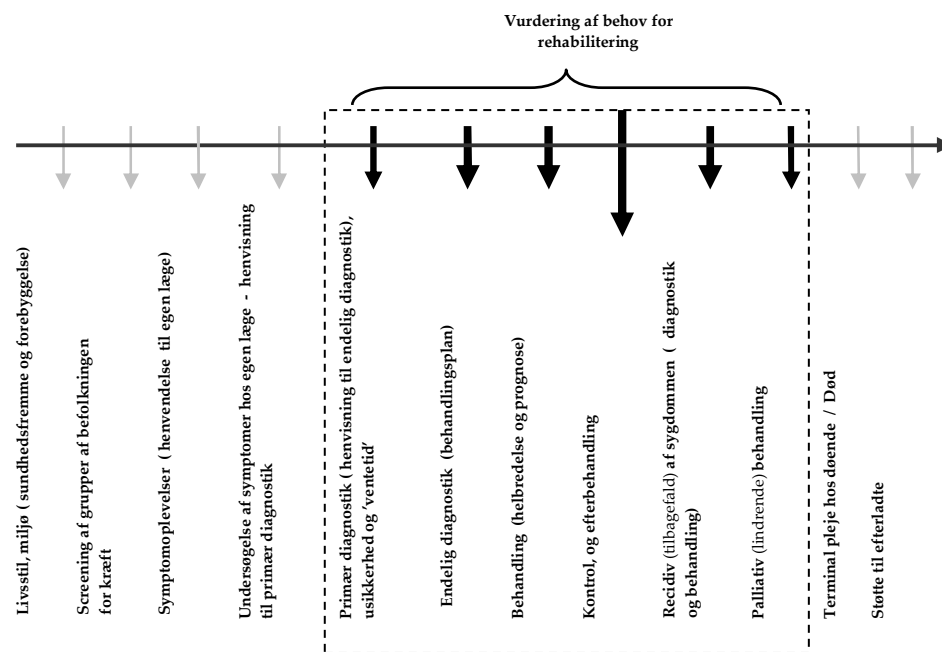 Vurdering af behov for
rehabilitering
Livsstil, miljø ( sundhedsfremme og forebyggelse)
Screening af grupper af befolkningen
for kræft
Symptomoplevelser ( henvendelse til egen læge)
Undersøgelse af symptomer hos egen læge - henvisning
til primær diagnostik
Primær diagnostik ( henvisning til endelig diagnostik),
usikkerhed og 'ventetid'
Endelig diagnostik (behandlingsplan)
Behandling (helbredelse og prognose)
Kontrol, og efterbehandling
Recidiv (tilbagefald) af sygdommen ( diagnostik
og behandling)
Palliativ (lindrende) behandling
Terminal pleje hos døende / Død
Støtte til efterladte